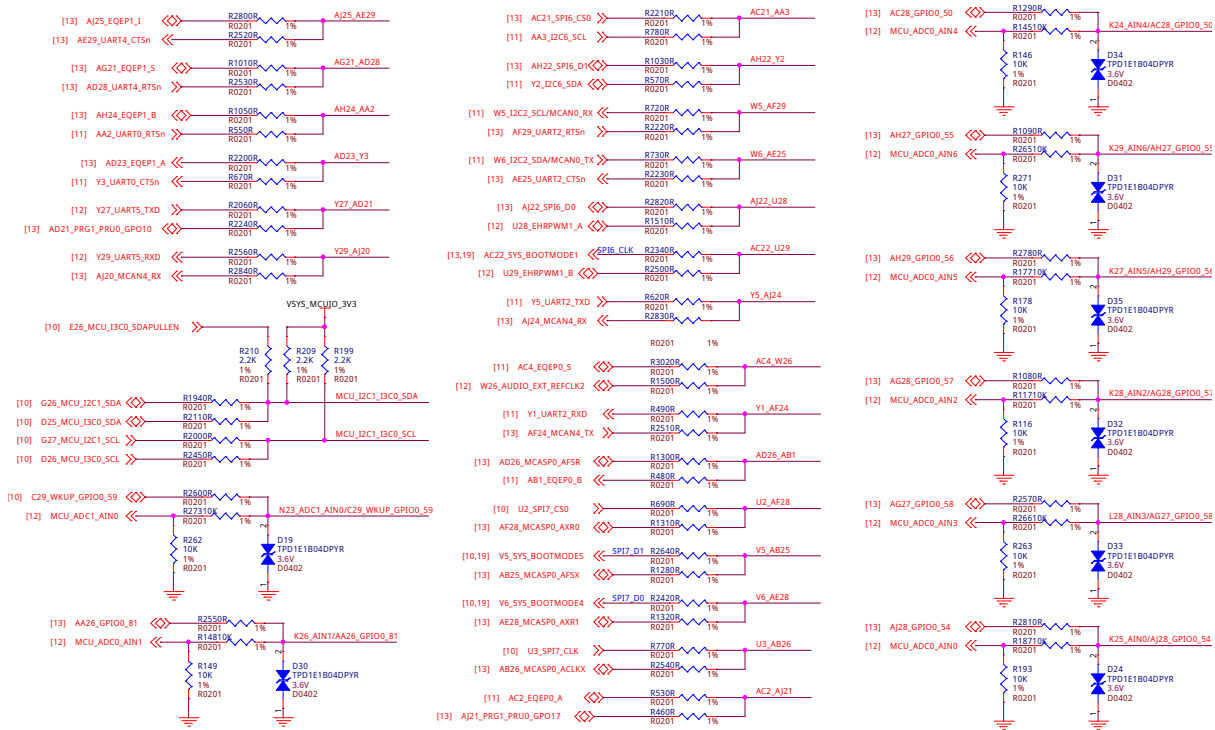 [13] AJ25_EQEP1_I R2800R R0201 1% AJ25_AE29
[13] AE29_UART4_CTSn R2520R R0201 1%
[13] AG21_EQEP1_S R1010R R0201 1% AG21_AD28
[13] AD28_UART4_RTSn R2530R R0201 1%
[13] AH24_EQEP1_B R1050R R0201 1% AH24_AA2
[11] AA2_UART0_RTSn R550R R0201 1%
[13] AD23_EQEP1_A R2200R R0201 1% AD23_Y3
[11] Y3_UART0_CTSn R670R R0201 1%
[12] Y27_UART5_TXD R2060R R0201 1% Y27_AD21
[13] AD21_PRG1_PRU0_GPO10 R2240R R0201 1%
[12] Y29_UART5_RXD R2560R R0201 1% Y29_AJ20
[13] AJ20_MCAN4_RX R2840R R0201 1%
VSYS_MCUIO_3V3
[10] E26_MCU_I3C0_SDAPULLEN
R210 2.2K 1% R0201
R209 2.2K 1% R0201
R199 2.2K 1% R0201
[10] G26_MCU_I2C1_SDA R1940R R0201 1% MCU_I2C1_I3C0_SDA
[10] D25_MCU_I3C0_SDA R2110R R0201 1%
[10] G27_MCU_I2C1_SCL R2000R R0201 1% MCU_I2C1_I3C0_SCL
[10] D26_MCU_I3C0_SCL R2450R R0201 1%
[10] C29_WKUP_GPIO0_59 R2600R R0201 1%
[12] MCU_ADC1_AIN0 R27310K R0201 1% N23_ADC1_AIN0/C29_WKUP_GPIO0_59
R262 10K 1% R0201
2 1 D19 TPD1E1B04DPYR 3.6V D0402
[13] AA26_GPIO0_81 R2550R R0201 1%
[12] MCU_ADC0_AIN1 R14810K R0201 1% K26_AIN1/AA26_GPIO0_81
R149 10K 1% R0201
2 1 D30 TPD1E1B04DPYR 3.6V D0402
[13] AC21_SPI6_CS0 R2210R R0201 1% AC21_AA3
[11] AA3_I2C6_SCL R780R R0201 1%
[13] AH22_SPI6_D1 R1030R R0201 1% AH22_Y2
[11] Y2_I2C6_SDA R570R R0201 1%
[11] W5_I2C2_SCL/MCAN0_RX R720R R0201 1% W5_AF29
[13] AF29_UART2_RTSn R2220R R0201 1%
[11] W6_I2C2_SDA/MCAN0_TX R730R R0201 1% W6_AE25
[13] AE25_UART2_CTSn R2230R R0201 1%
[13] AJ22_SPI6_D0 R2820R R0201 1% AJ22_U28
[12] U28_EHRPWM1_A R1510R R0201 1%
[13,19] AC22_SYS_BOOTMODE1 SPI6_CLK R2340R R0201 1% AC22_U29
[12] U29_EHRPWM1_B R2500R R0201 1%
[11] Y5_UART2_TXD R620R R0201 1% Y5_AJ24
[13] AJ24_MCAN4_RX R2830R
R0201 1%
[11] AC4_EQEP0_S R3020R R0201 1% AC4_W26
[12] W26_AUDIO_EXT_REFCLK2 R1500R R0201 1%
[11] Y1_UART2_RXD R490R R0201 1% Y1_AF24
[13] AF24_MCAN4_TX R2510R R0201 1%
[13] AD26_MCASP0_AFSR R1300R R0201 1% AD26_AB1
[11] AB1_EQEP0_B R480R R0201 1%
[10] U2_SPI7_CS0 R690R R0201 1% U2_AF28
[13] AF28_MCASP0_AXR0 R1310R R0201 1%
[10,19] V5_SYS_BOOTMODE5 SPI7_D1 R2640R R0201 1% V5_AB25
[13] AB25_MCASP0_AFSX R1280R R0201 1%
[10,19] V6_SYS_BOOTMODE4 SPI7_D0 R2420R R0201 1% V6_AE28
[13] AE28_MCASP0_AXR1 R1320R R0201 1%
[10] U3_SPI7_CLK R770R R0201 1% U3_AB26
[13] AB26_MCASP0_ACLKX R2540R R0201 1%
[11] AC2_EQEP0_A R530R R0201 1% AC2_AJ21
[13] AJ21_PRG1_PRU0_GPO17 R460R R0201 1%
[13] AC28_GPIO0_50 R1290R R0201 1%
[12] MCU_ADC0_AIN4 R14510K R0201 1% K24_AIN4/AC28_GPIO0_50
R146 10K 1% R0201
2 1 D34 TPD1E1B04DPYR 3.6V D0402
[13] AH27_GPIO0_55 R1090R R0201 1%
[12] MCU_ADC0_AIN6 R26510K R0201 1% K29_AIN6/AH27_GPIO0_55
R271 10K 1% R0201
2 1 D31 TPD1E1B04DPYR 3.6V D0402
[13] AH29_GPIO0_56 R2780R R0201 1%
[12] MCU_ADC0_AIN5 R17710K R0201 1% K27_AIN5/AH29_GPIO0_56
R178 10K 1% R0201
2 1 D35 TPD1E1B04DPYR 3.6V D0402
[13] AG28_GPIO0_57 R1080R R0201 1%
[12] MCU_ADC0_AIN2 R11710K R0201 1% K28_AIN2/AG28_GPIO0_57
R116 10K 1% R0201
2 1 D32 TPD1E1B04DPYR 3.6V D0402
[13] AG27_GPIO0_58 R2570R R0201 1%
[12] MCU_ADC0_AIN3 R26610K R0201 1% L28_AIN3/AG27_GPIO0_58
R263 10K 1% R0201
2 1 D33 TPD1E1B04DPYR 3.6V D0402
[13] AJ28_GPIO0_54 R2810R R0201 1%
[12] MCU_ADC0_AIN0 R18710K R0201 1% K25_AIN0/AJ28_GPIO0_54
R193 10K 1% R0201
2 1 D24 TPD1E1B04DPYR 3.6V D0402